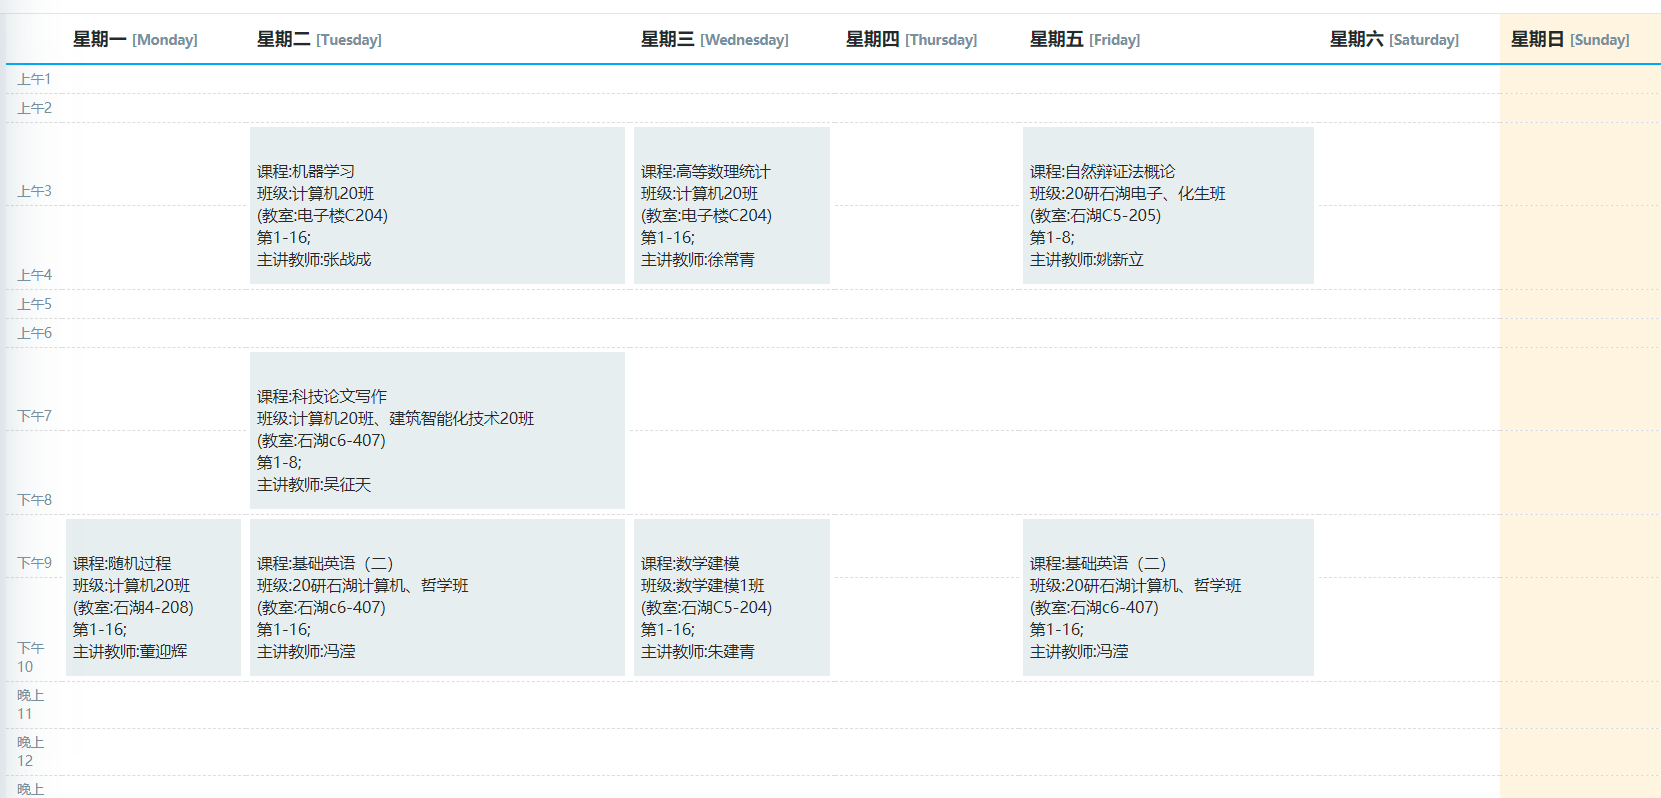 星期一 [Monday] 星期二 [Tuesday] 星期三 [Wednesday] 星期四 [Thursday] 星期五 [Friday] 星期六 [Saturday] 星期日 [Sunday]
上午1
上午2
上午3
上午4
课程:机器学习
班级:计算机20班
(教室:电子楼C204)
第1-16;
主讲教师:张战成
课程:高等数理统计
班级:计算机20班
(教室:电子楼C204)
第1-16;
主讲教师:徐常青
课程:自然辩证法概论
班级:20研石湖电子、化生班
(教室:石湖C5-205)
第1-8;
主讲教师:姚新立
上午5
上午6
下午7
下午8
课程:科技论文写作
班级:计算机20班、建筑智能化技术20班
(教室:石湖c6-407)
第1-8;
主讲教师:吴征天
下午9
下午
10
课程:随机过程
班级:计算机20班
(教室:石湖4-208)
第1-16;
主讲教师:董迎辉
课程:基础英语（二）
班级:20研石湖计算机、哲学班
(教室:石湖c6-407)
第1-16;
主讲教师:冯滢
课程:数学建模
班级:数学建模1班
(教室:石湖C5-204)
第1-16;
主讲教师:朱建青
课程:基础英语（二）
班级:20研石湖计算机、哲学班
(教室:石湖c6-407)
第1-16;
主讲教师:冯滢
晚上
11
晚上
12
晚上